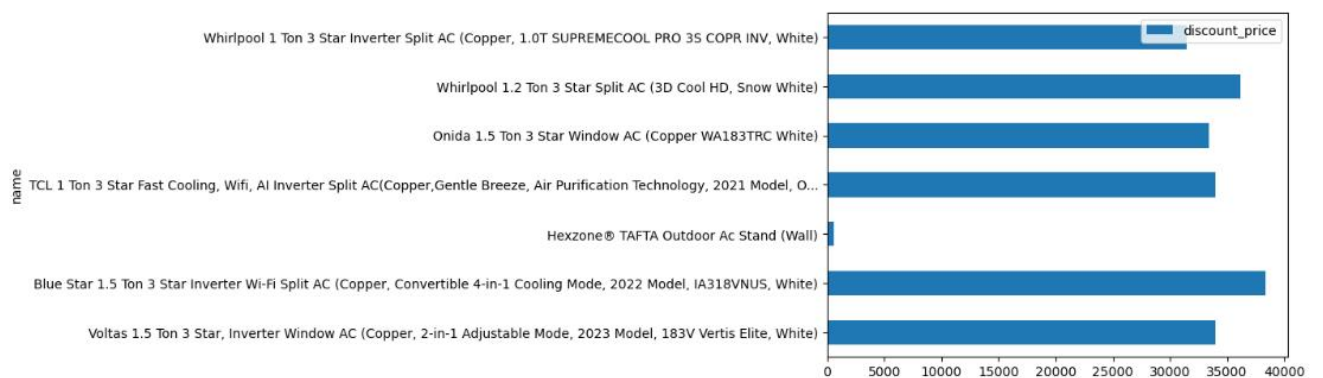 discount_price
Whirlpool 1 Ton 3 Star Inverter Split AC (Copper, 1.0T SUPREMECOOL PRO 3S COPR INV, White)
Whirlpool 1.2 Ton 3 Star Split AC (3D Cool HD, Snow White)
Onida 1.5 Ton 3 Star Window AC (Copper WA183TRC White)
TCL 1 Ton 3 Star Fast Cooling, Wifi, AI Inverter Split AC(Copper,Gentle Breeze, Air Purification Technology, 2021 Model, O...
Hexzone® TAFTA Outdoor Ac Stand (Wall)
Blue Star 1.5 Ton 3 Star Inverter Wi-Fi Split AC (Copper, Convertible 4-in-1 Cooling Mode, 2022 Model, IA318VNUS, White)
Voltas 1.5 Ton 3 Star, Inverter Window AC (Copper, 2-in-1 Adjustable Mode, 2023 Model, 183V Vertis Elite, White)
name
0 5000 10000 15000 20000 25000 30000 35000 40000